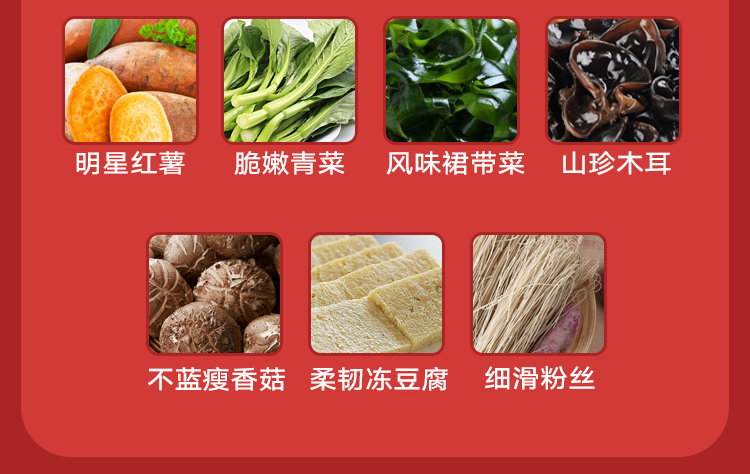 明星红薯
脆嫩青菜
风味裙带菜
山珍木耳
不蓝瘦香菇
柔韧冻豆腐
细滑粉丝